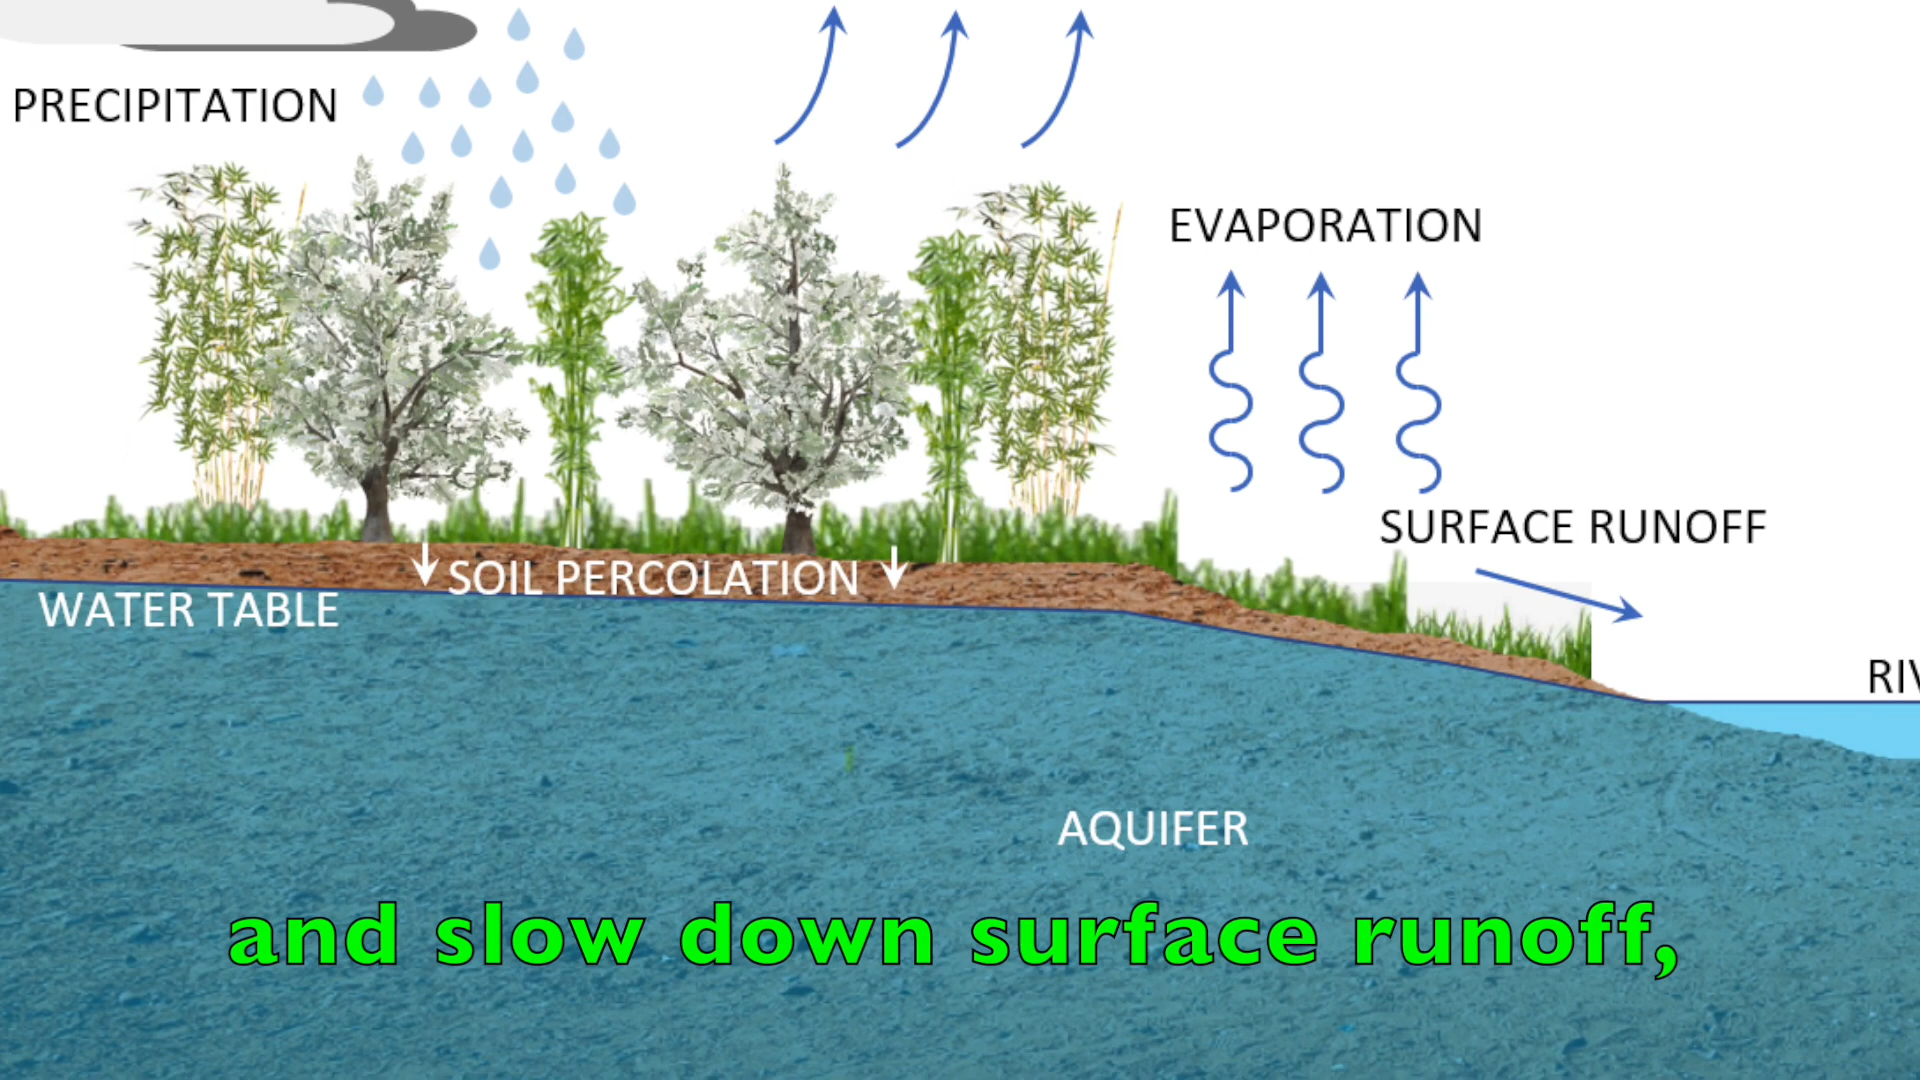 PRECIPITATION
EVAPORATION
SURFACE RUNOFF
SOIL PERCOLATION
WATER TABLE
AQUIFER
and slow down surface runoff,